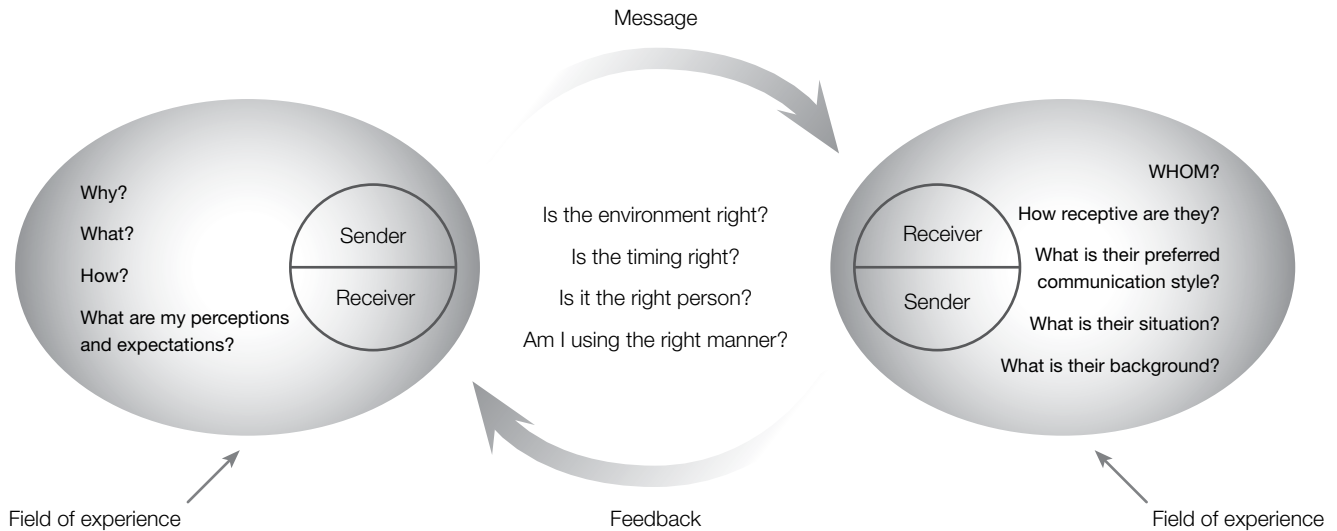 Message
Why?
What?
How?
What are my perceptions
and expectations?
Sender
Receiver
Is the environment right?
Is the timing right?
Is it the right person?
Am I using the right manner?
Receiver
Sender
WHOM?
How receptive are they?
What is their preferred
communication style?
What is their situation?
What is their background?
Field of experience
Feedback
Field of experience